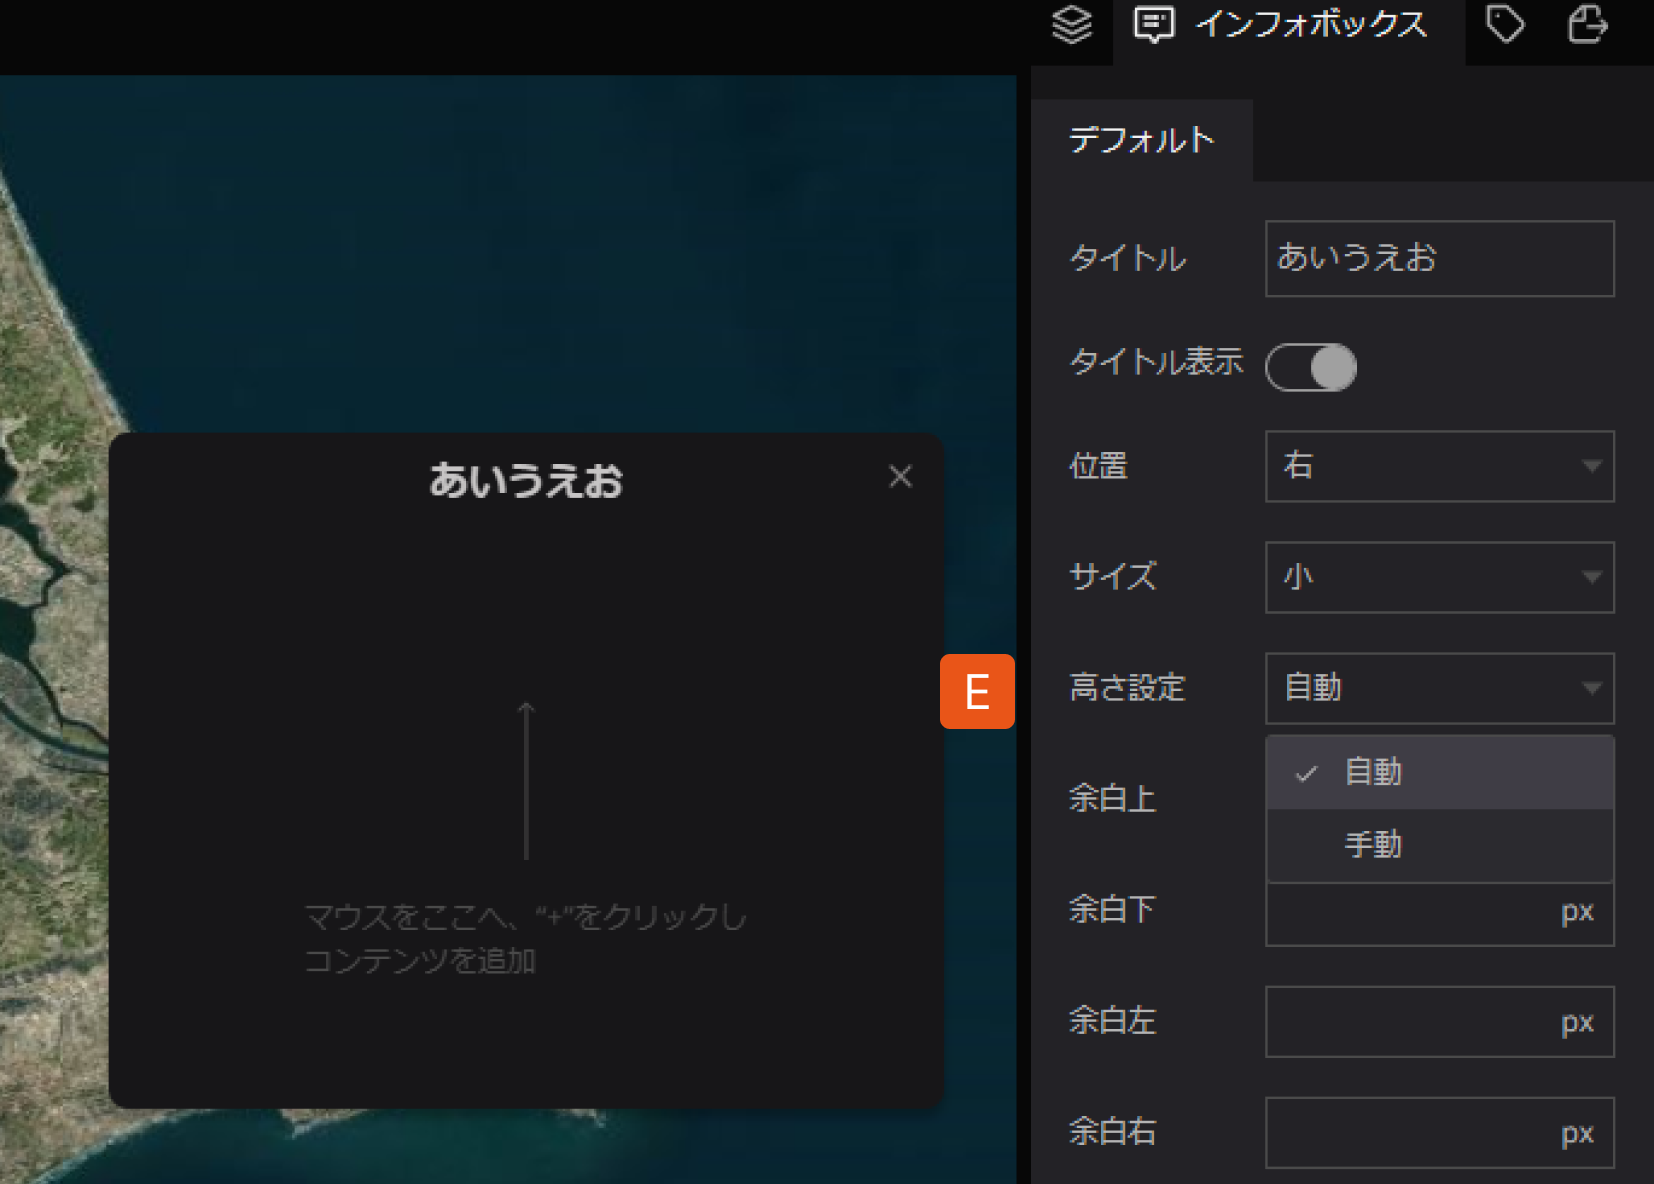 インフォボックス
デフォルト
タイトル
あいうえお
タイトル表示
位置
右
サイズ
小
高さ設定
自動
自動
手動
余白上
余白下
px
余白左
px
余白右
px
あいうえお
マウスをここへ、“+”をクリックし
コンテンツを追加
E